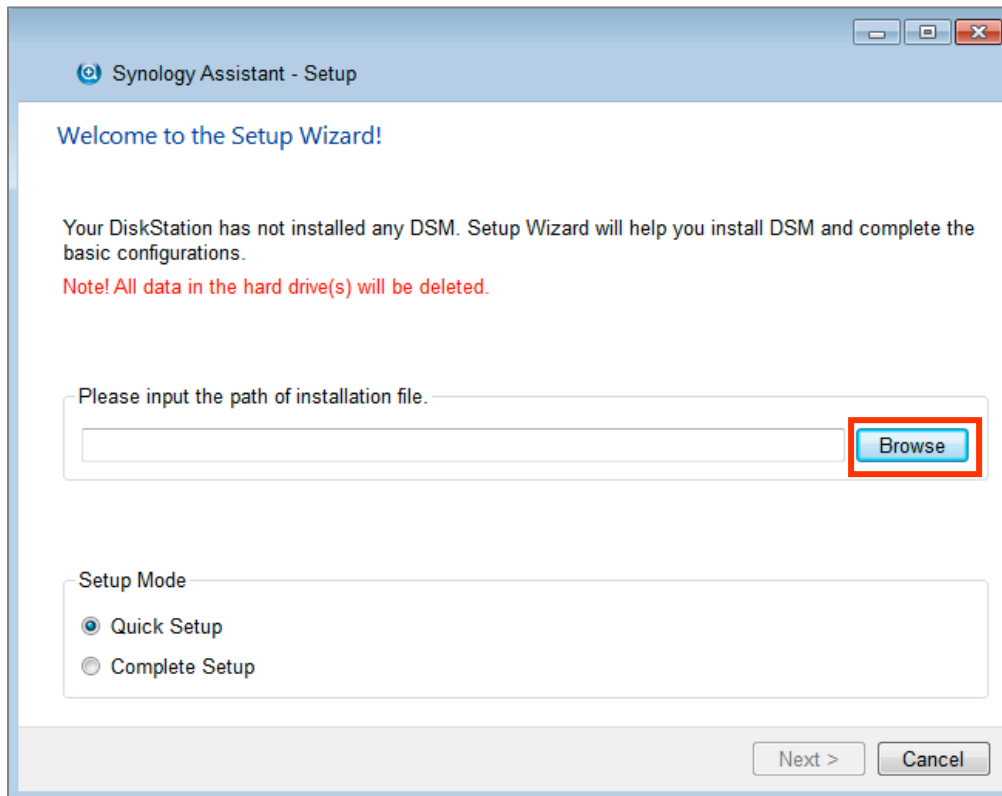 Synology Assistant - Setup
Welcome to the Setup Wizard!
Your DiskStation has not installed any DSM. Setup Wizard will help you install DSM and complete the
basic configurations.
Note! All data in the hard drive(s) will be deleted.
Please input the path of installation file.
Browse
Setup Mode
Quick Setup
Complete Setup
Next >
Cancel